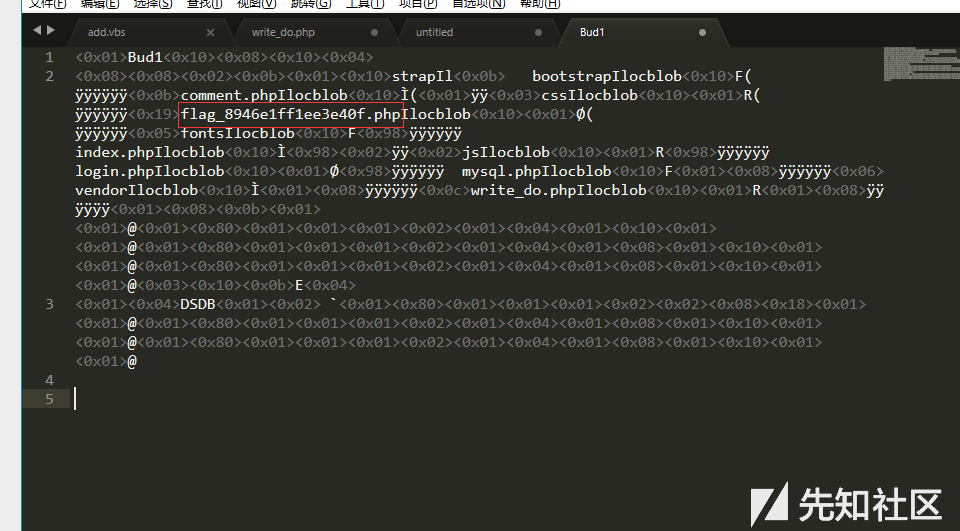 文件(F) 编辑(E) 选择(S) 查找(I) 视图(V) 跳转(G) 工具(T) 项目(P) 首选项(N) 帮助(H)
add.vbs × write_do.php untitled Bud1
1 <0x01>Bud1<0x10><0x08><0x10><0x04>
2 <0x08><0x08><0x02><0x0b><0x01><0x10>strapIl<0x0b> bootstrapIlocblob<0x10>F(
ÿÿÿÿÿÿ<0x0b>comment.phpIlocblob<0x10>Ì(<0x01>ÿÿ<0x03>cssIlocblob<0x10><0x01>R(
ÿÿÿÿÿÿ<0x19>flag_8946e1ff1ee3e40f.phpIlocblob<0x10><0x01>Ø(
ÿÿÿÿÿÿ<0x05>fontsIlocblob<0x10>F<0x98>ÿÿÿÿÿÿ
index.phpIlocblob<0x10>Ì<0x98><0x02>ÿÿ<0x02>jsIlocblob<0x10><0x01>R<0x98>ÿÿÿÿÿÿ
login.phpIlocblob<0x10><0x01>Ø<0x98>ÿÿÿÿÿÿ mysql.phpIlocblob<0x10>F<0x01><0x08>ÿÿÿÿÿÿ<0x06>
vendorIlocblob<0x10>Ì<0x01><0x08>ÿÿÿÿÿÿ<0x0c>write_do.phpIlocblob<0x10><0x01>R<0x01><0x08>ÿÿ
ÿÿÿÿ<0x01><0x08><0x0b><0x01>
<0x01>@<0x01><0x80><0x01><0x01><0x01><0x02><0x01><0x04><0x01><0x10><0x01>
<0x01>@<0x01><0x80><0x01><0x01><0x01><0x02><0x01><0x04><0x01><0x08><0x01><0x10><0x01>
<0x01>@<0x01><0x80><0x01><0x01><0x01><0x02><0x01><0x04><0x01><0x08><0x01><0x10><0x01>
<0x01>@<0x03><0x10><0x0b>E<0x04>
3 <0x01><0x04>DSDB<0x01><0x02> `<0x01><0x80><0x01><0x01><0x01><0x02><0x02><0x08><0x18><0x01>
<0x01>@<0x01><0x80><0x01><0x01><0x01><0x02><0x01><0x04><0x01><0x08><0x01><0x10><0x01>
<0x01>@<0x01><0x80><0x01><0x01><0x01><0x02><0x01><0x04><0x01><0x08><0x01><0x10><0x01>
<0x01>@
4
5
先知社区